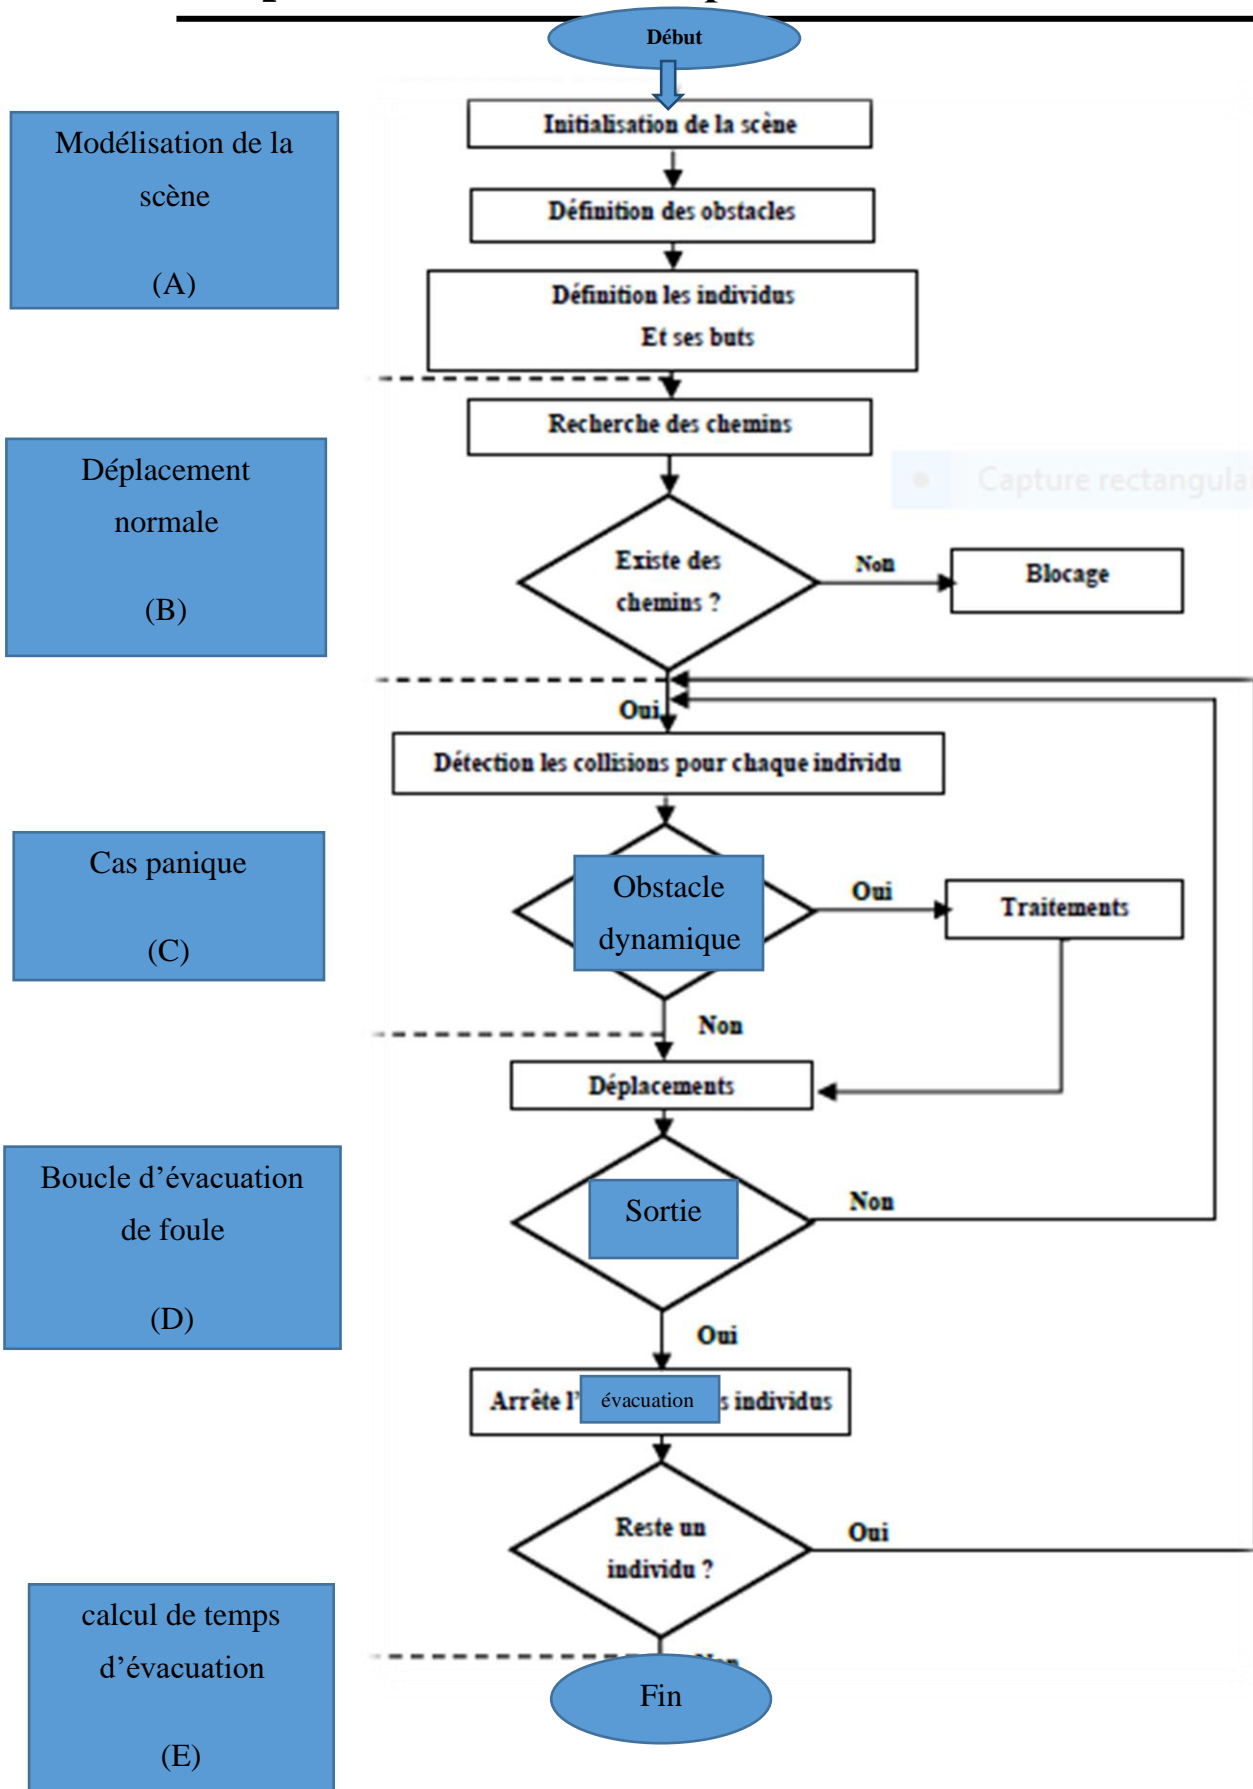 Début
Initialisation de la scène
Modélisation de la
scène
(A)
Définition des obstacles
Définition les individus
Et ses buts
Recherche des chemins
Déplacement
normale
(B)
Capture rectangula
Existe des
chemins ?
Non
Blocage
Oui
Détection les collisions pour chaque individu
Cas panique
(C)
Obstacle
dynamique
Oui
Traitements
Non
Déplacements
Boucle d’évacuation
de foule
(D)
Sortie
Non
Oui
Arrête l’ évacuation s individus
Reste un
individu ?
Oui
calcul de temps
d’évacuation
(E)
Non
Fin